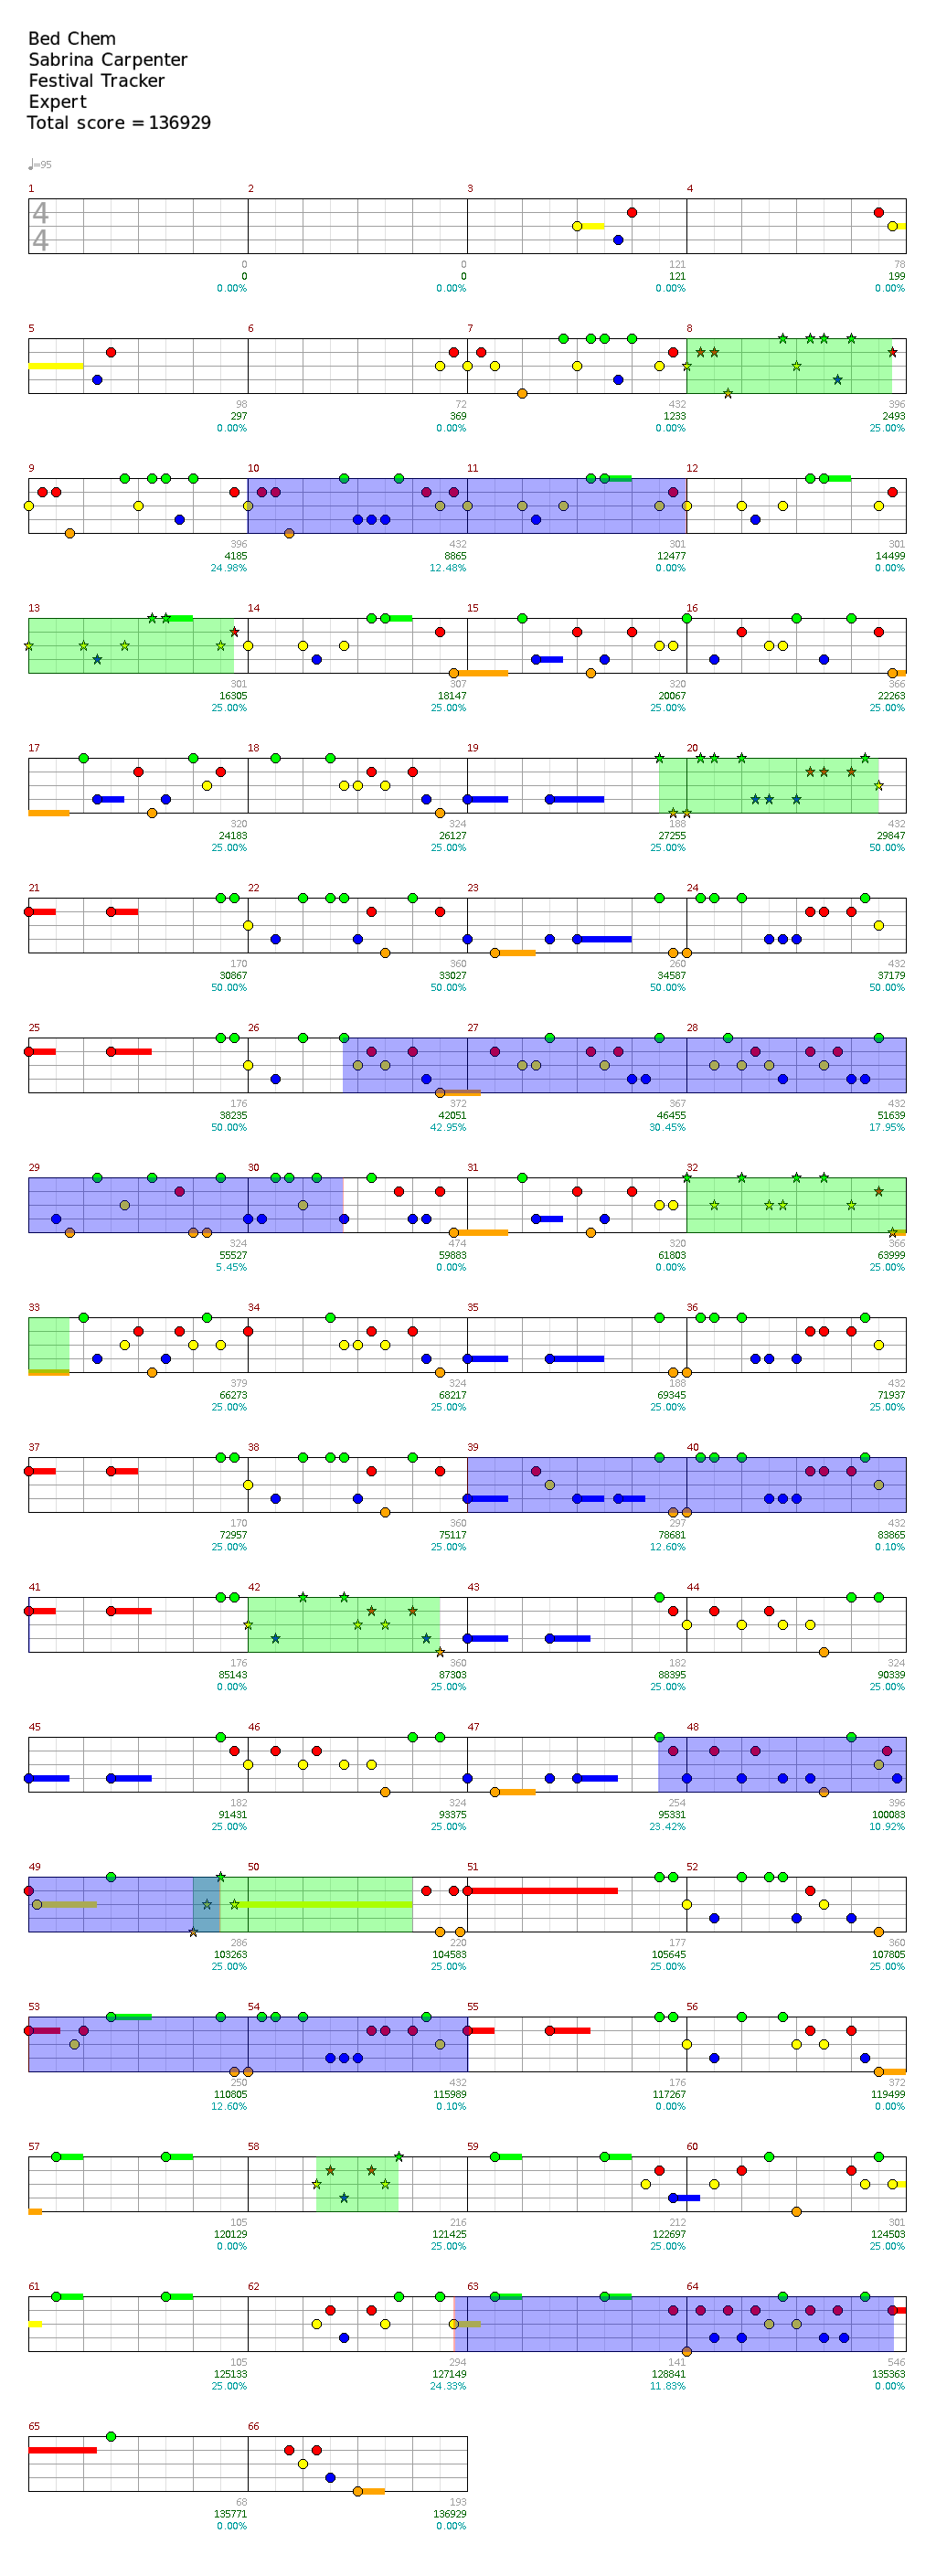 Bed Chem
Sabrina Carpenter
Festival Tracker
Expert
Total score = 136929
♩=95
1 2 3 4
4
4
0 0 121 78
0 0 121 199
0.00% 0.00% 0.00% 0.00%
5 6 7 8
98 72 432 396
297 369 1233 2493
0.00% 0.00% 0.00% 25.00%
9 10 11 12
396 432 301 301
4185 8865 12477 14499
24.98% 12.48% 0.00% 0.00%
13 14 15 16
301 307 320 366
16305 18147 20067 22263
25.00% 25.00% 25.00% 25.00%
17 18 19 20
320 324 188 432
24183 26127 27255 29847
25.00% 25.00% 25.00% 50.00%
21 22 23 24
170 360 260 432
30867 33027 34587 37179
50.00% 50.00% 50.00% 50.00%
25 26 27 28
176 372 367 432
38235 42051 46455 51639
50.00% 42.95% 30.45% 17.95%
29 30 31 32
324 474 320 366
55527 59883 61803 63999
5.45% 0.00% 0.00% 25.00%
33 34 35 36
379 324 188 432
66273 68217 69345 71937
25.00% 25.00% 25.00% 25.00%
37 38 39 40
170 360 297 432
72957 75117 78681 83865
25.00% 25.00% 12.60% 0.10%
41 42 43 44
176 360 182 324
85143 87303 88395 90339
0.00% 25.00% 25.00% 25.00%
45 46 47 48
182 324 254 396
91431 93375 95331 100083
25.00% 25.00% 23.42% 10.92%
49 50 51 52
286 220 177 360
103263 104583 105645 107805
25.00% 25.00% 25.00% 25.00%
53 54 55 56
250 432 176 372
110805 115989 117267 119499
12.60% 0.10% 0.00% 0.00%
57 58 59 60
105 216 212 301
120129 121425 122697 124503
0.00% 25.00% 25.00% 25.00%
61 62 63 64
105 294 141 546
125133 127149 128841 135363
25.00% 24.33% 11.83% 0.00%
65 66
68 193
135771 136929
0.00% 0.00%